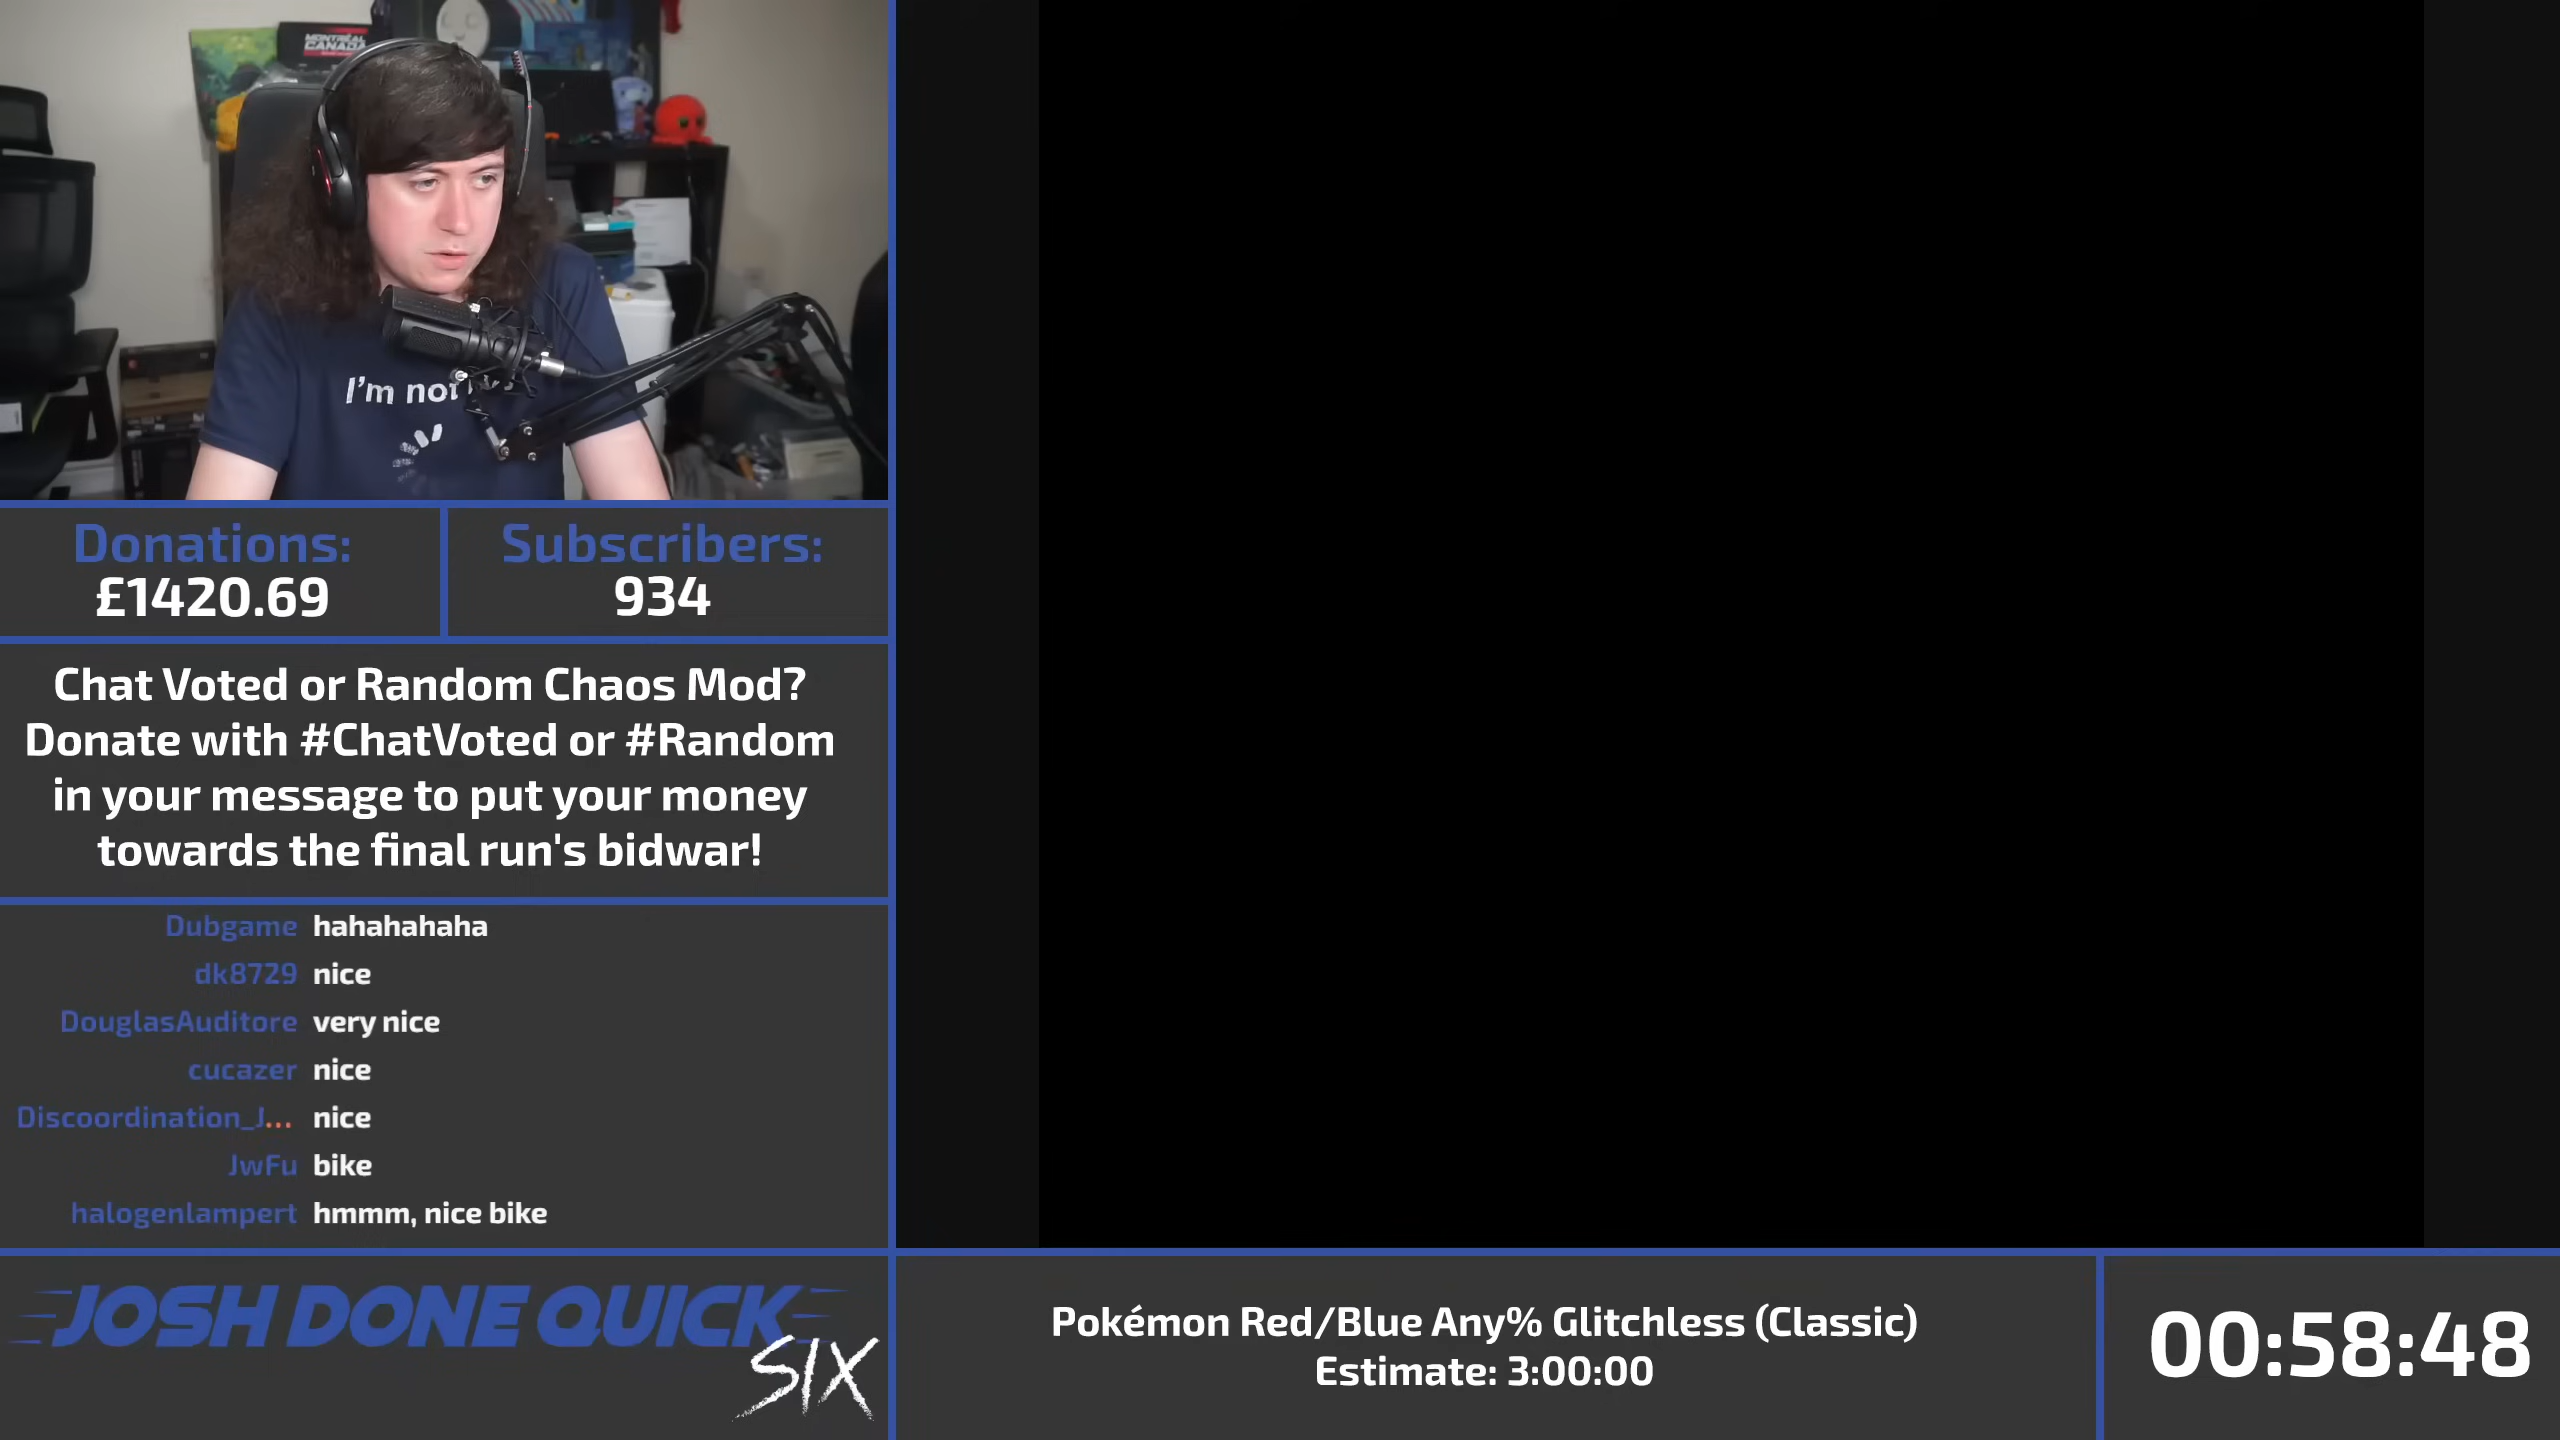 MONTRÉAL
CANADA
I'm not
Donations:
£1420.69
Subscribers:
934
Chat Voted or Random Chaos Mod?
Donate with #ChatVoted or #Random
in your message to put your money
towards the final run's bidwar!
Dubgame hahahahaha
dk8729 nice
DouglasAuditore very nice
cucazer nice
Discoordination_J... nice
JwFu bike
halogenlampert hmmm, nice bike
JOSH DONE QUICK
SIX
Pokémon Red/Blue Any% Glitchless (Classic)
Estimate: 3:00:00
00:58:48